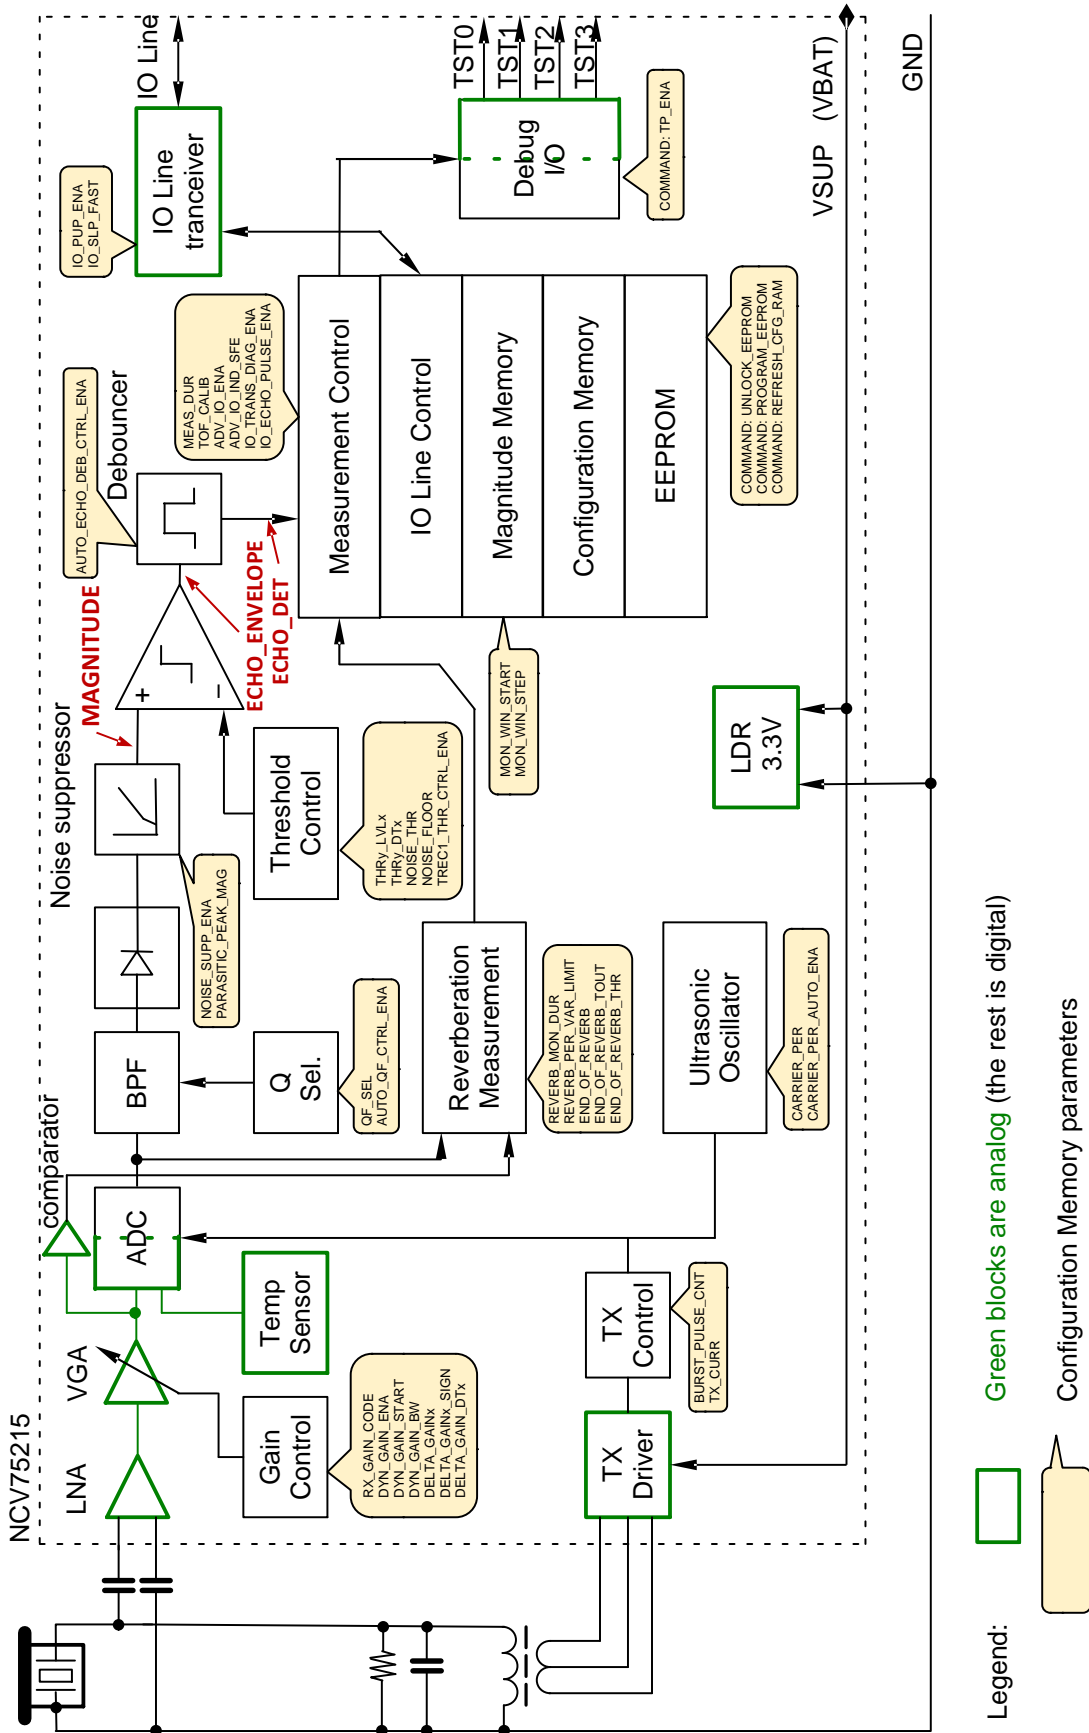 NCV75215
LNA
VGA
comparator
ADC
Temp
Sensor
Gain
Control
RX_GAIN_CODE
DYN_GAIN_ENA
DYN_GAIN_START
DYN_GAIN_BW
DELTA_GAINx
DELTA_GAINx_SIGN
DELTA_GAIN_DTx
BPF
Q
Sel.
QF_SEL
AUTO_QF_CTRL_ENA
Noise suppressor
NOISE_SUPP_ENA
PARASITIC_PEAK_MAG
MAGNITUDE
+
–
Threshold
Control
THRy_LVLx
THRy_DTx
NOISE_THR
NOISE_FLOOR
TREC1_THR_CTRL_ENA
ECHO_ENVELOPE
ECHO_DET
Debouncer
AUTO_ECHO_DEB_CTRL_ENA
MEAS_DUR
TOF_CALIB
ADV_IO_ENA
ADV_IO_IND_SFE
IO_TRANS_DIAG_ENA
IO_ECHO_PULSE_ENA
IO_PUP_ENA
IO_SLP_FAST
IO Line
tranceiver
IO Line
Measurement Control
IO Line Control
Magnitude Memory
Configuration Memory
EEPROM
MON_WIN_START
MON_WIN_STEP
COMMAND: UNLOCK_EEPROM
COMMAND: PROGRAM_EEPROM
COMMAND: REFRESH_CFG_RAM
Debug
I/O
TST0
TST1
TST2
TST3
COMMAND: TP_ENA
Reverberation
Measurement
REVERB_MON_DUR
REVERB_PER_VAR_LIMIT
END_OF_REVERB
END_OF_REVERB_TOUT
END_OF_REVERB_THR
Ultrasonic
Oscillator
CARRIER_PER
CARRIER_PER_AUTO_ENA
TX
Driver
TX
Control
BURST_PULSE_CNT
TX_CURR
LDR
3.3V
VSUP (VBAT)
GND
Legend:
Green blocks are analog (the rest is digital)
Configuration Memory parameters